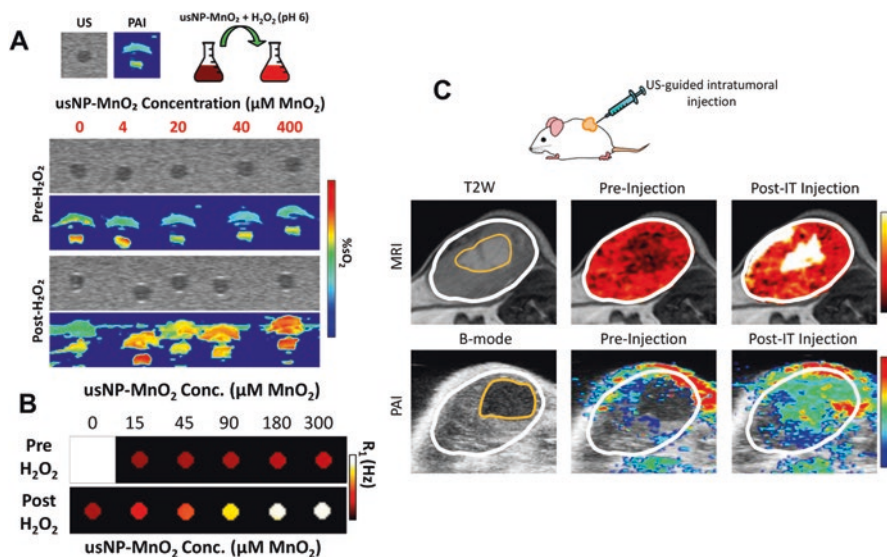 A
US PAI
usNP-MnO₂ + H₂O₂ (pH 6)
usNP-MnO₂ Concentration (µM MnO₂)
0 4 20 40 400
Pre-H₂O₂
Post-H₂O₂
%sO₂
B
usNP-MnO₂ Conc. (µM MnO₂)
0 15 45 90 180 300
Pre
H₂O₂
Post
H₂O₂
R₁ (Hz)
usNP-MnO₂ Conc. (µM MnO₂)
C
US-guided intratumoral
injection
T2W Pre-Injection Post-IT Injection
MRI
B-mode Pre-Injection Post-IT Injection
PAI